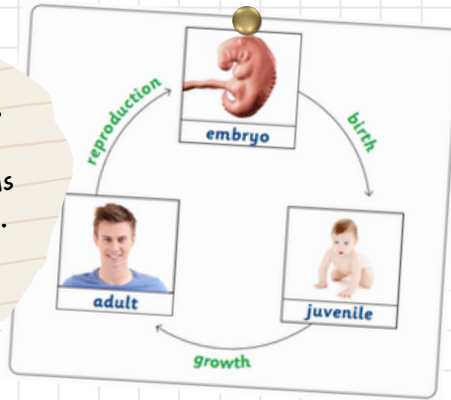 reproduction
embryo
birth
adult
juvenile
growth